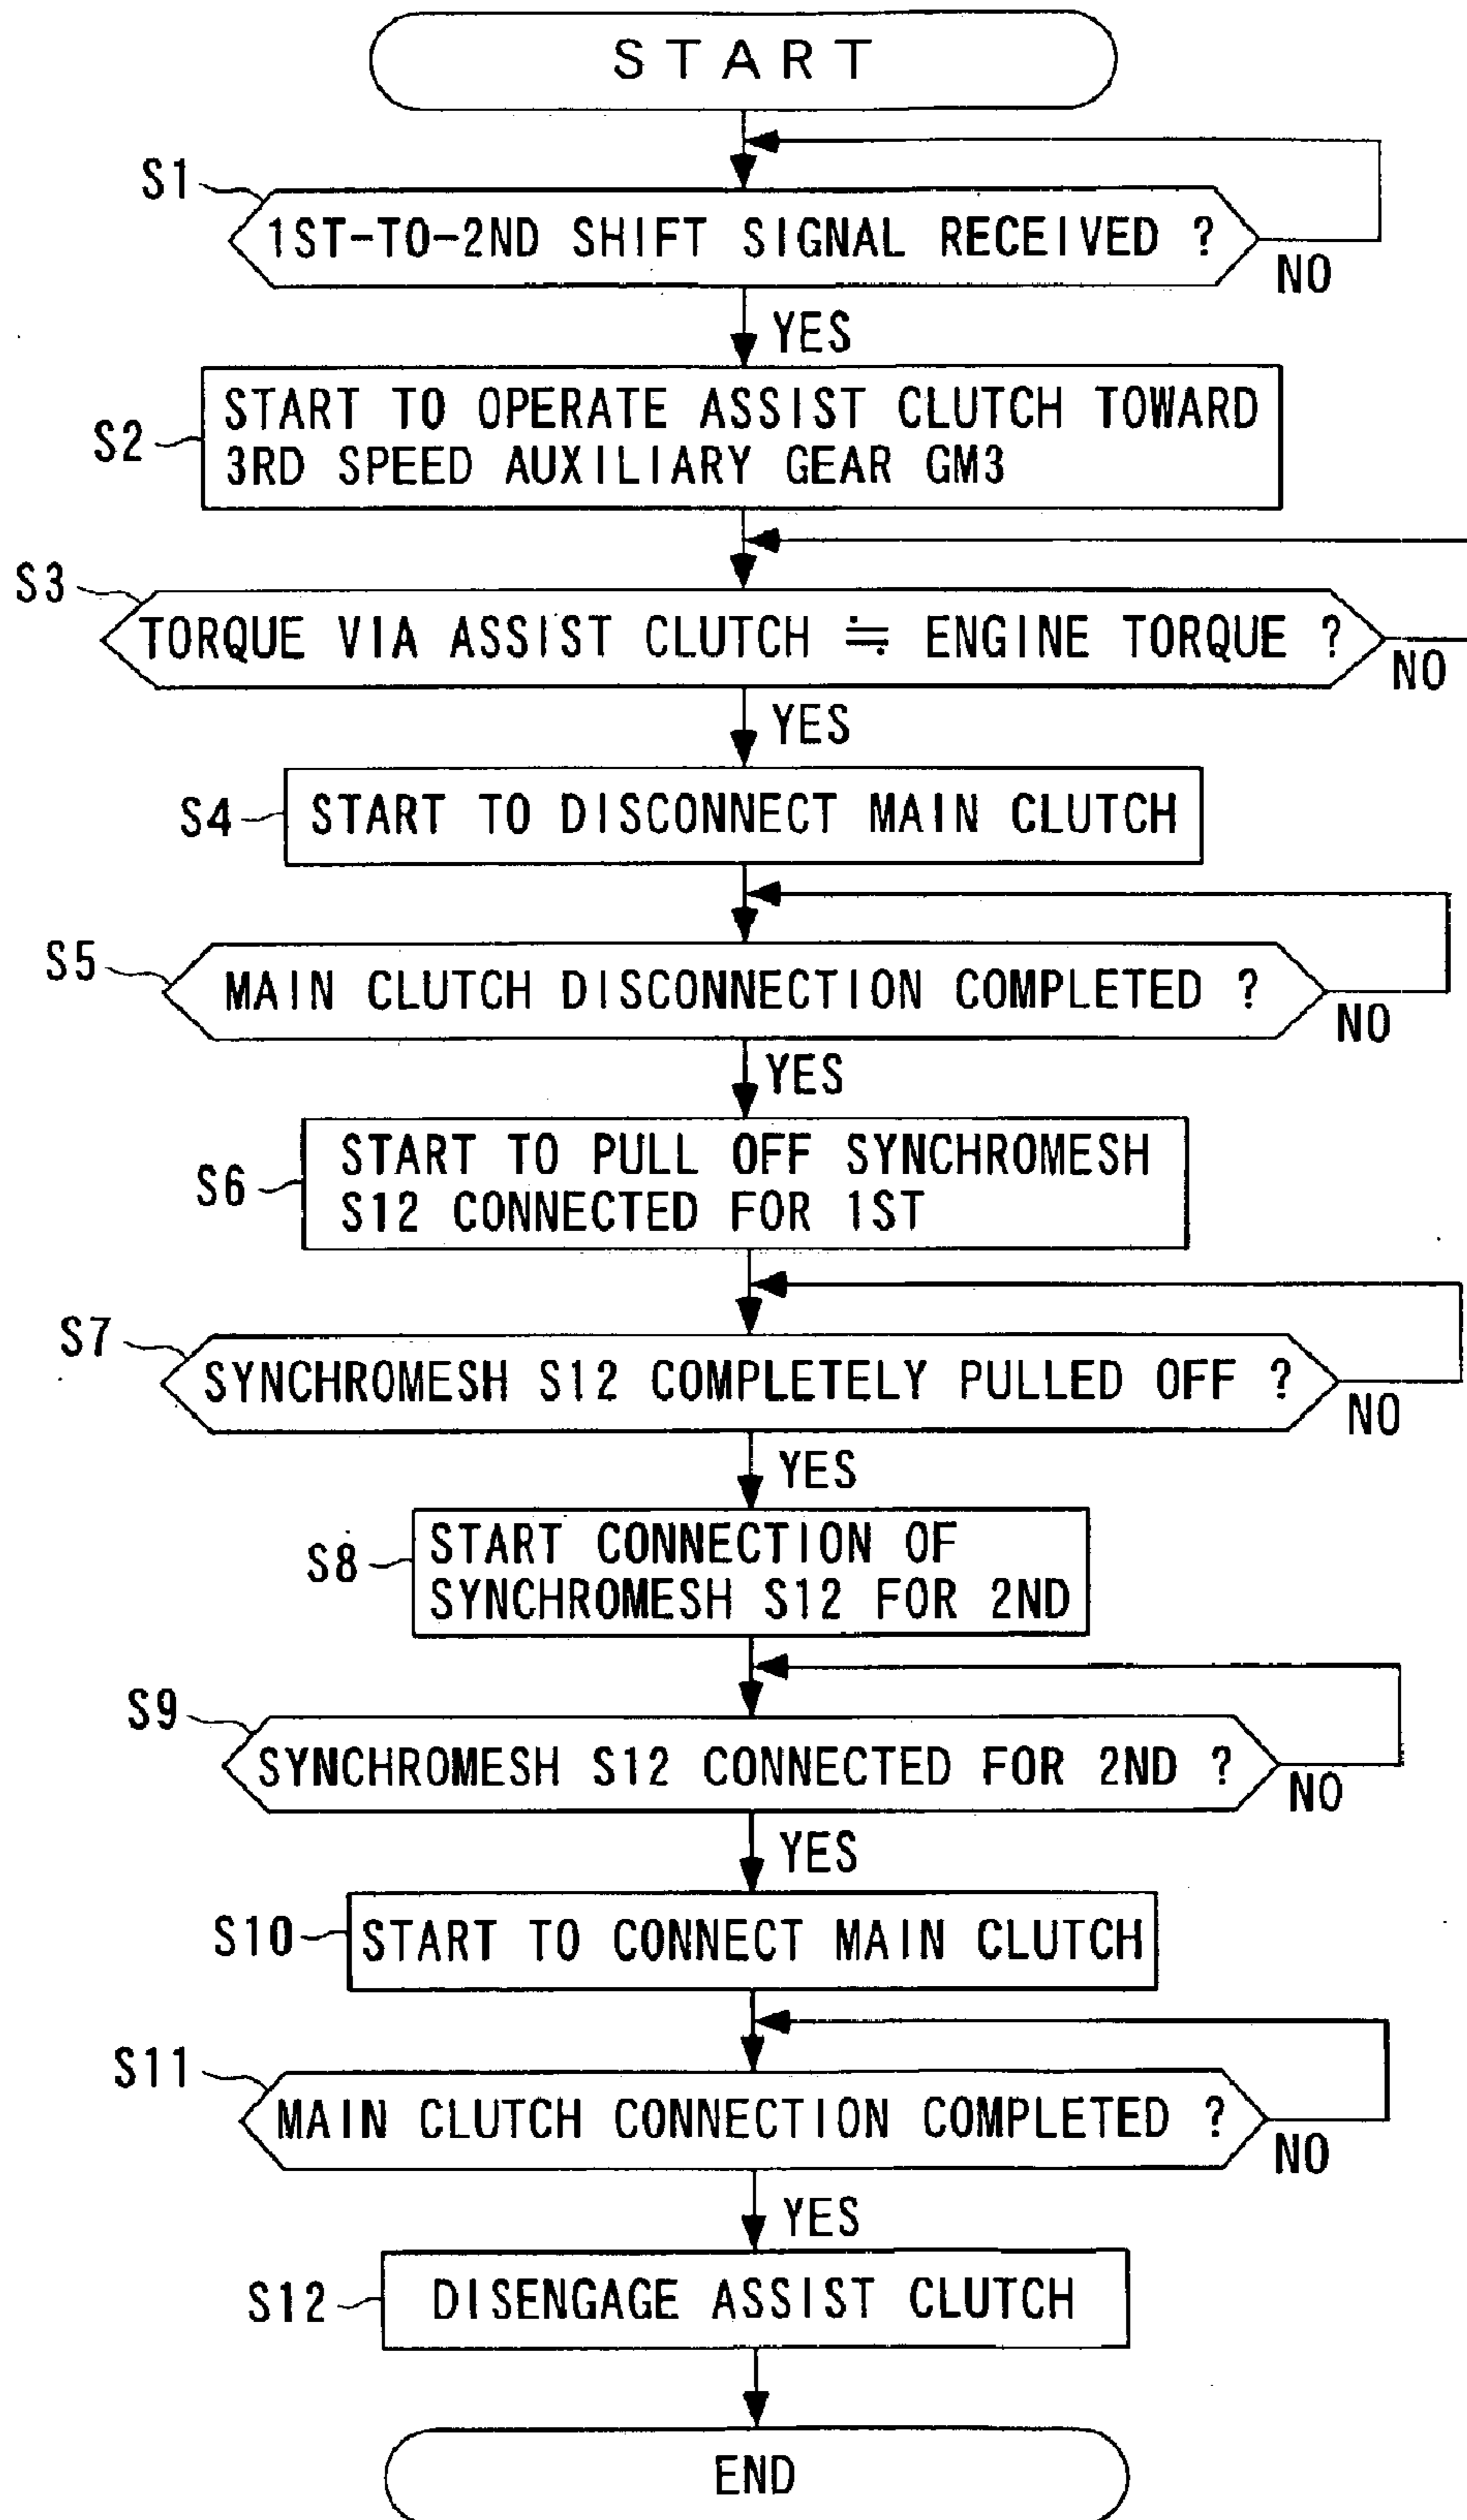 START
S1
1ST-TO-2ND SHIFT SIGNAL RECEIVED ?
NO
YES
S2
START TO OPERATE ASSIST CLUTCH TOWARD
3RD SPEED AUXILIARY GEAR GM3
S3
TORQUE VIA ASSIST CLUTCH ≒ ENGINE TORQUE ?
NO
YES
S4
START TO DISCONNECT MAIN CLUTCH
S5
MAIN CLUTCH DISCONNECTION COMPLETED ?
NO
YES
S6
START TO PULL OFF SYNCHROMESH
S12 CONNECTED FOR 1ST
S7
SYNCHROMESH S12 COMPLETELY PULLED OFF ?
NO
YES
S8
START CONNECTION OF
SYNCHROMESH S12 FOR 2ND
S9
SYNCHROMESH S12 CONNECTED FOR 2ND ?
NO
YES
S10
START TO CONNECT MAIN CLUTCH
S11
MAIN CLUTCH CONNECTION COMPLETED ?
NO
YES
S12
DISENGAGE ASSIST CLUTCH
END